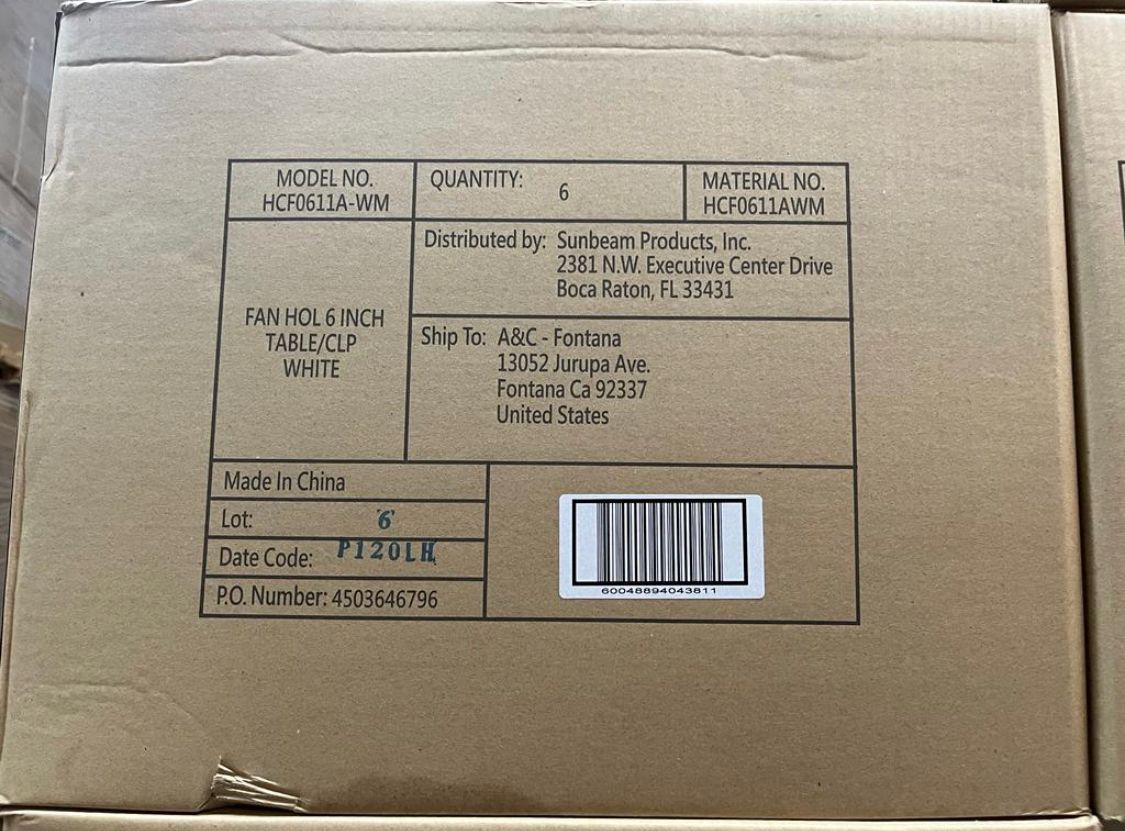 MODEL NO.
HCF0611A-WM
QUANTITY: 6
MATERIAL NO.
HCF0611AWM
FAN HOL 6 INCH
TABLE/CLP
WHITE
Distributed by: Sunbeam Products, Inc.
2381 N.W. Executive Center Drive
Boca Raton, FL 33431
Ship To: A&C - Fontana
13052 Jurupa Ave.
Fontana Ca 92337
United States
Made In China
Lot: 6
Date Code: P120LH
P.O. Number: 4503646796
60048894043811